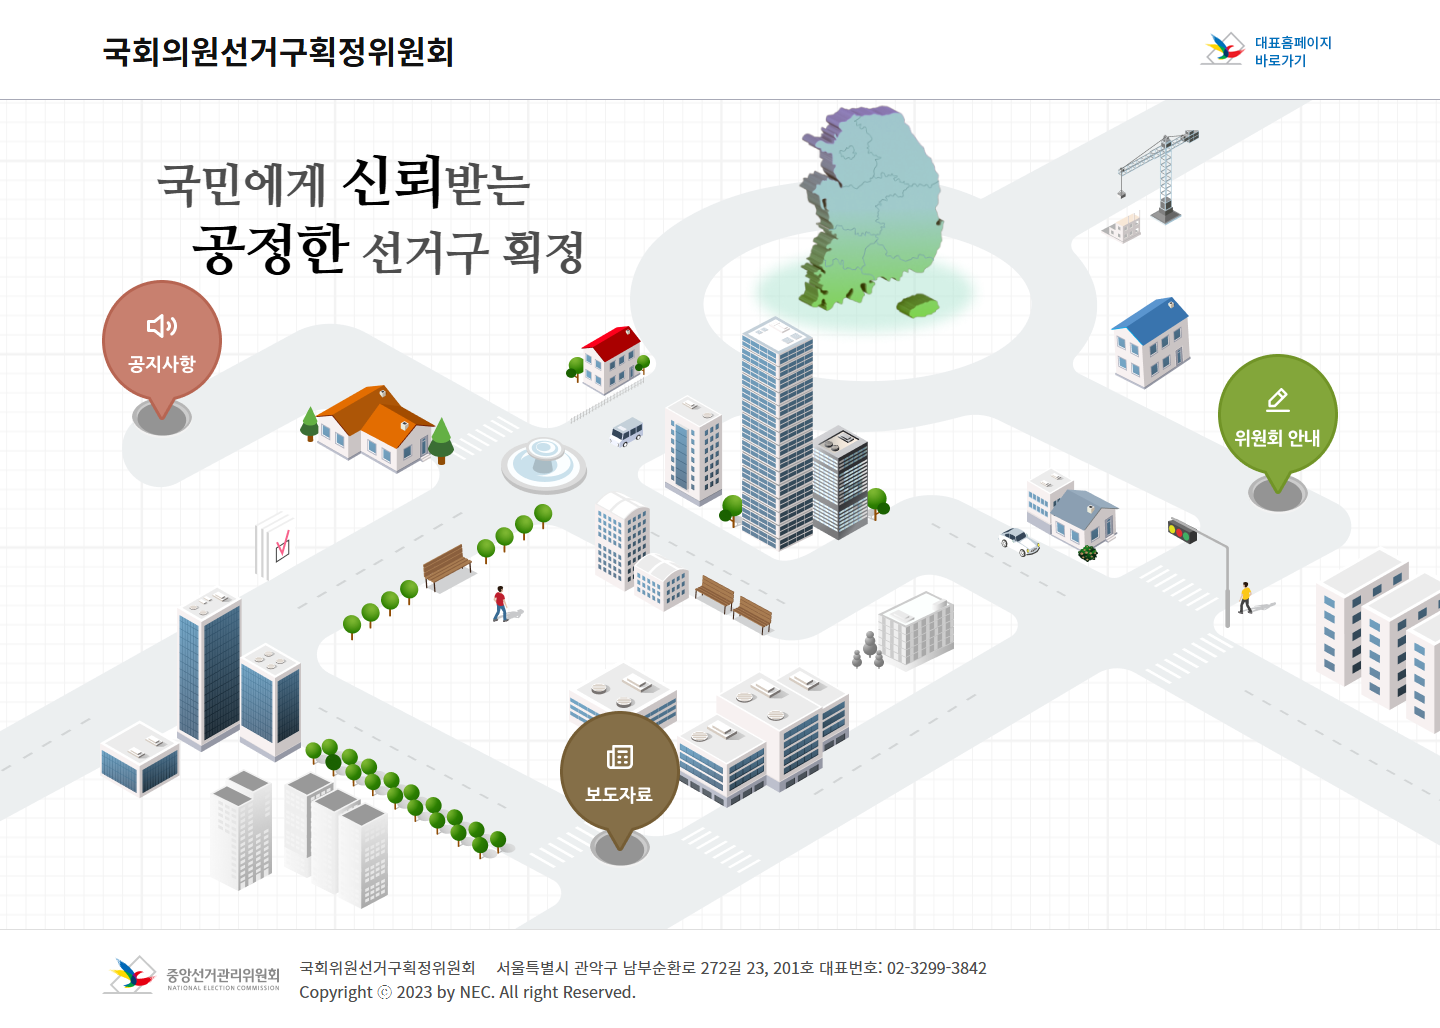 국회의원선거구획정위원회
대표홈페이지
바로가기
국민에게 신뢰받는
공정한 선거구 획정
공지사항
위원회 안내
보도자료
중앙선거관리위원회
NATIONAL ELECTION COMMISSION
국회위원선거구획정위원회 서울특별시 관악구 남부순환로 272길 23, 201호 대표번호: 02-3299-3842
Copyright ⓒ 2023 by NEC. All right Reserved.